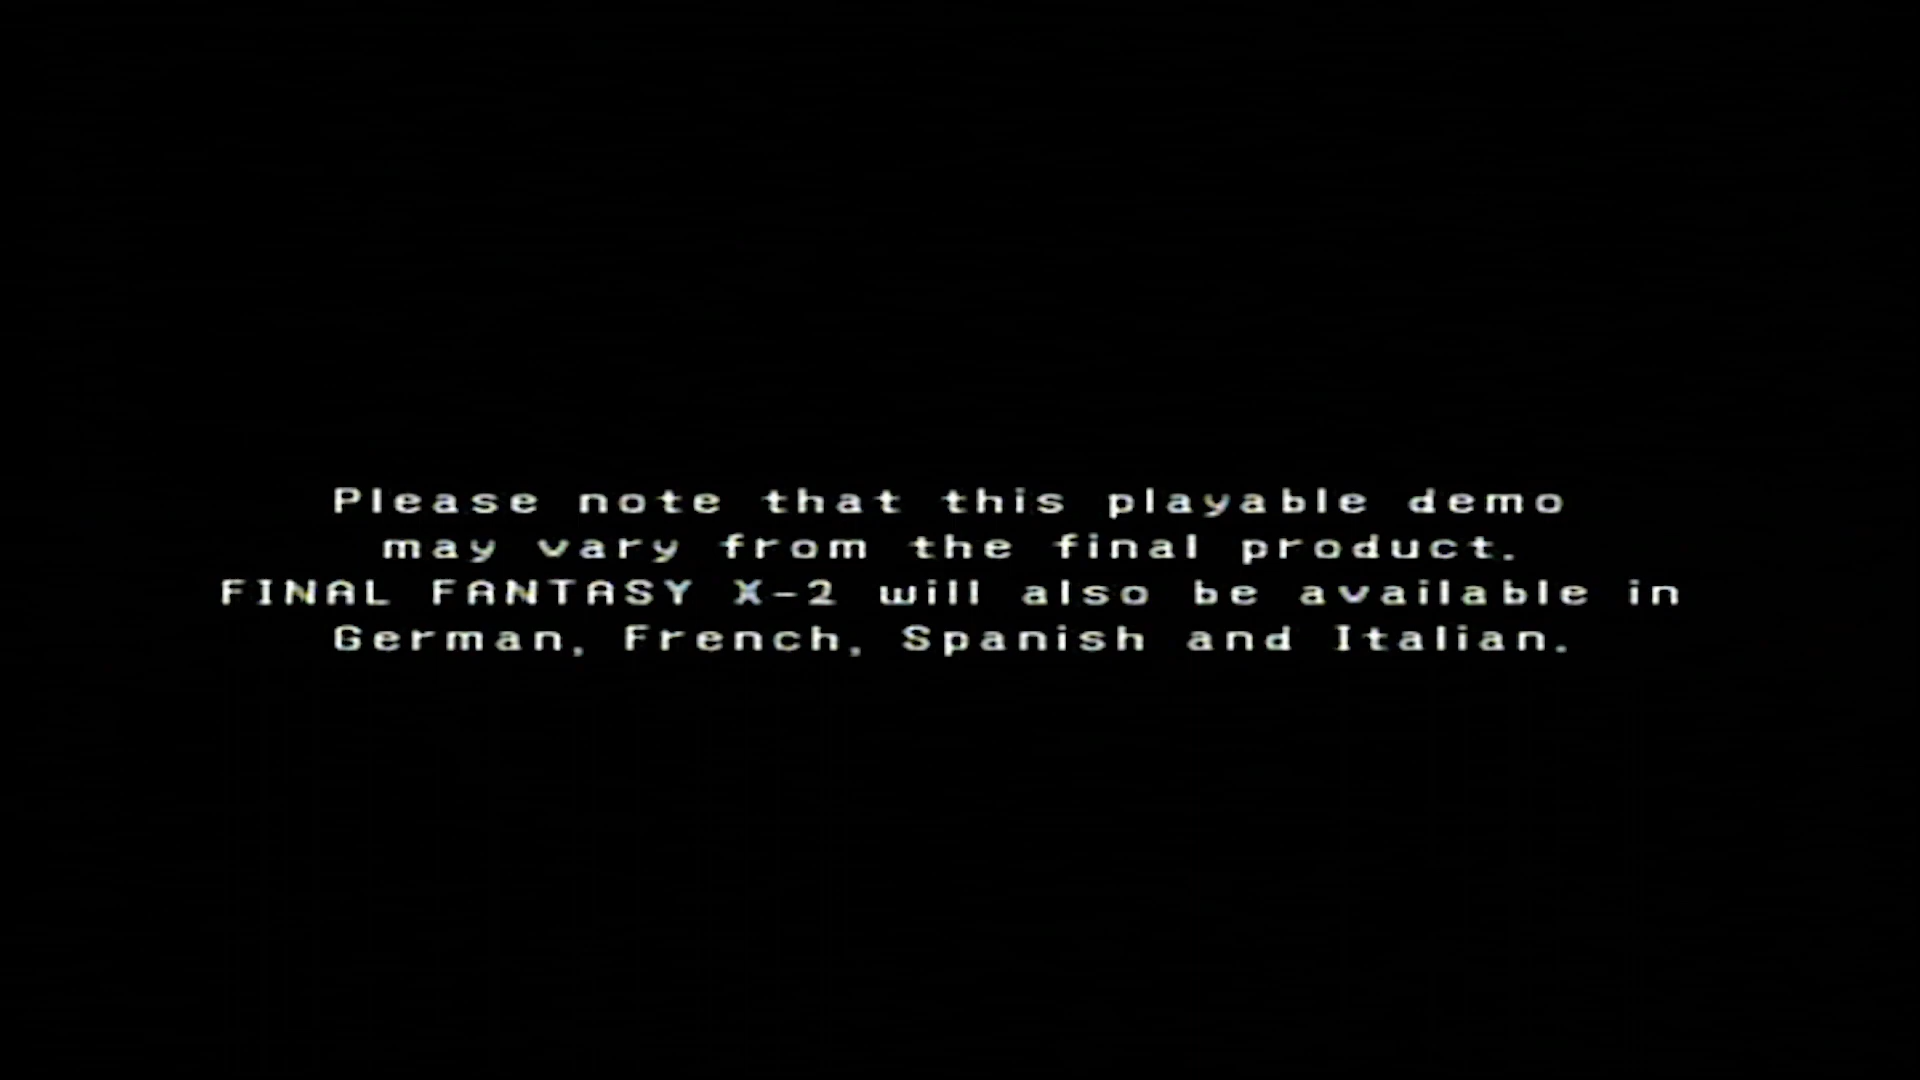 Please note that this playable demo
may vary from the final product.
FINAL FANTASY X-2 will also be available in
German, French, Spanish and Italian.